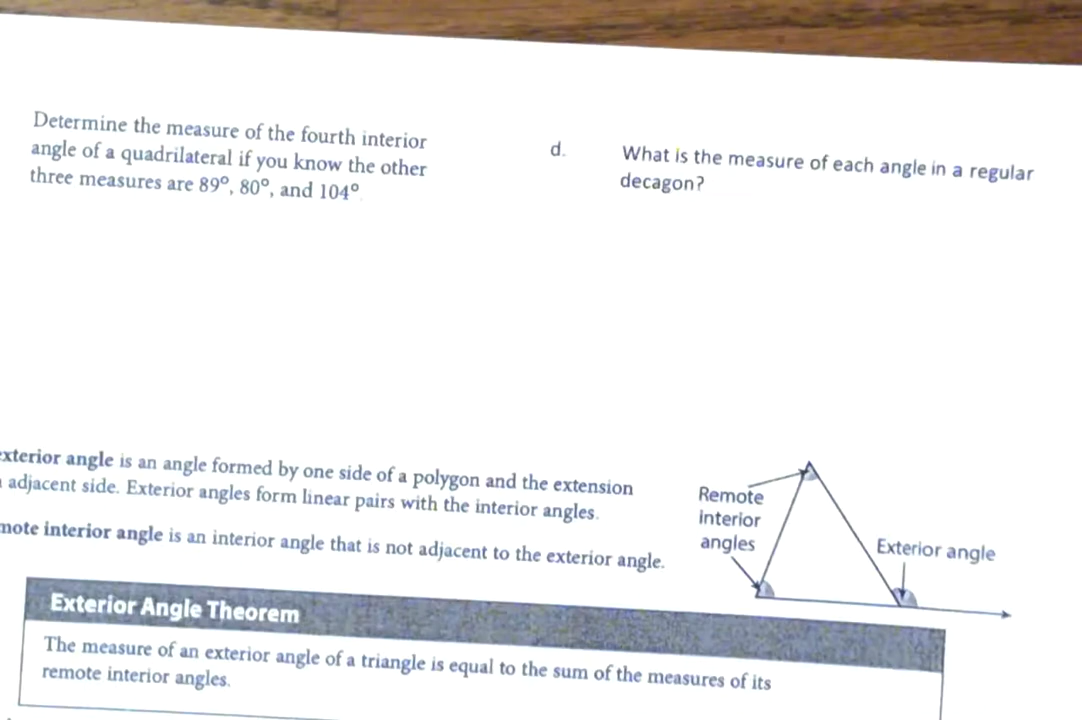 Determine the measure of the fourth interior
angle of a quadrilateral if you know the other
three measures are 89°, 80°, and 104°.
d. What is the measure of each angle in a regular
decagon?
exterior angle is an angle formed by one side of a polygon and the extension
adjacent side. Exterior angles form linear pairs with the interior angles.
mote interior angle is an interior angle that is not adjacent to the exterior angle.
Remote
interior
angles
Exterior angle
Exterior Angle Theorem
The measure of an exterior angle of a triangle is equal to the sum of the measures of its
remote interior angles.